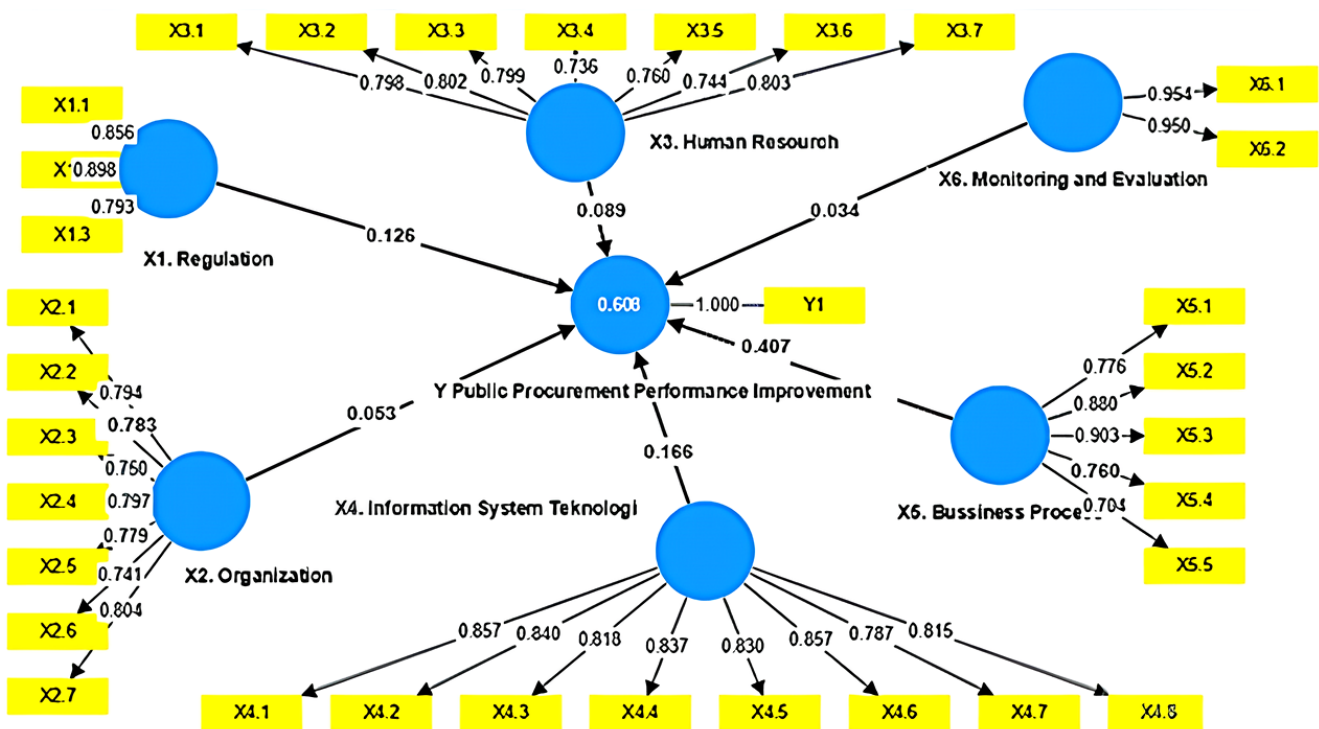 X3.1 X3.2 X3.3 X3.4 X3.5 X3.6 X3.7
0.798 0.802 0.799 0.736 0.760 0.744 0.803
X3. Human Resourch
X1.1
0.856
0.898
0.793
X1.3
X1. Regulation
X6.1
0.954
0.950
X6.2
X6. Monitoring and Evaluation
0.126
0.089
0.034
0.608
1.000
Y1
0.407
Y Public Procurement Performance Improvement
0.053
0.166
X2.1
X2.2
0.794
0.783
X2.3
0.750
X2.4
0.797
0.779
X2.5
0.741
0.804
X2.6
X2.7
X2. Organization
X4. Information System Teknologi
0.857 0.840 0.818 0.837 0.830 0.857 0.787 0.815
X4.1 X4.2 X4.3 X4.4 X4.5 X4.6 X4.7 X4.8
X5.1
0.776
X5.2
0.880
0.903
X5.3
0.760
X5.4
0.704
X5. Bussiness
X5.5